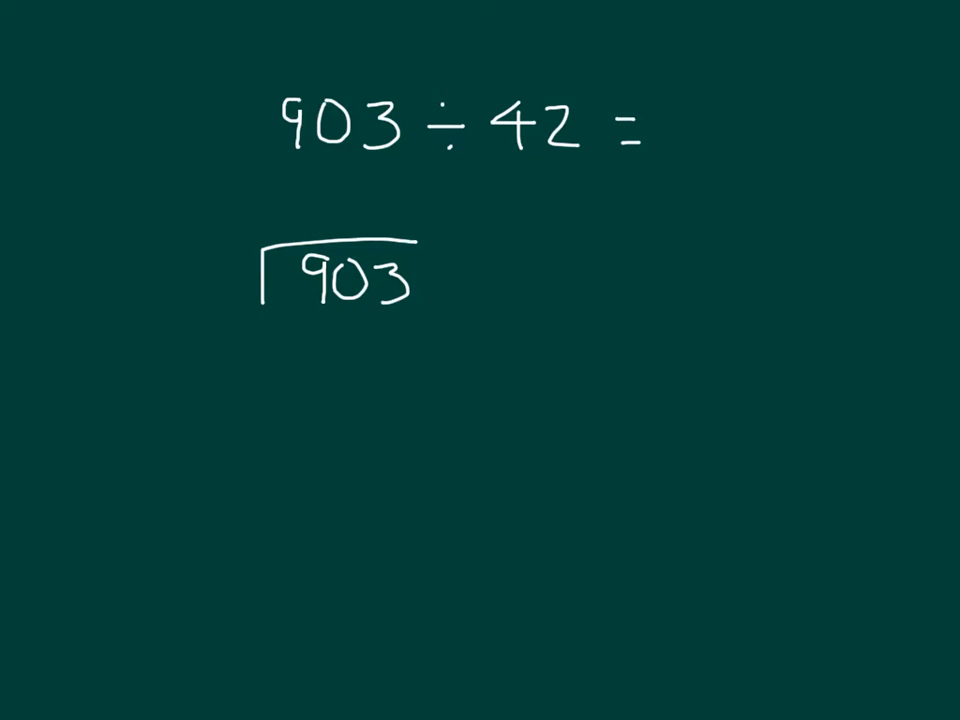 903 ÷ 42 =
903